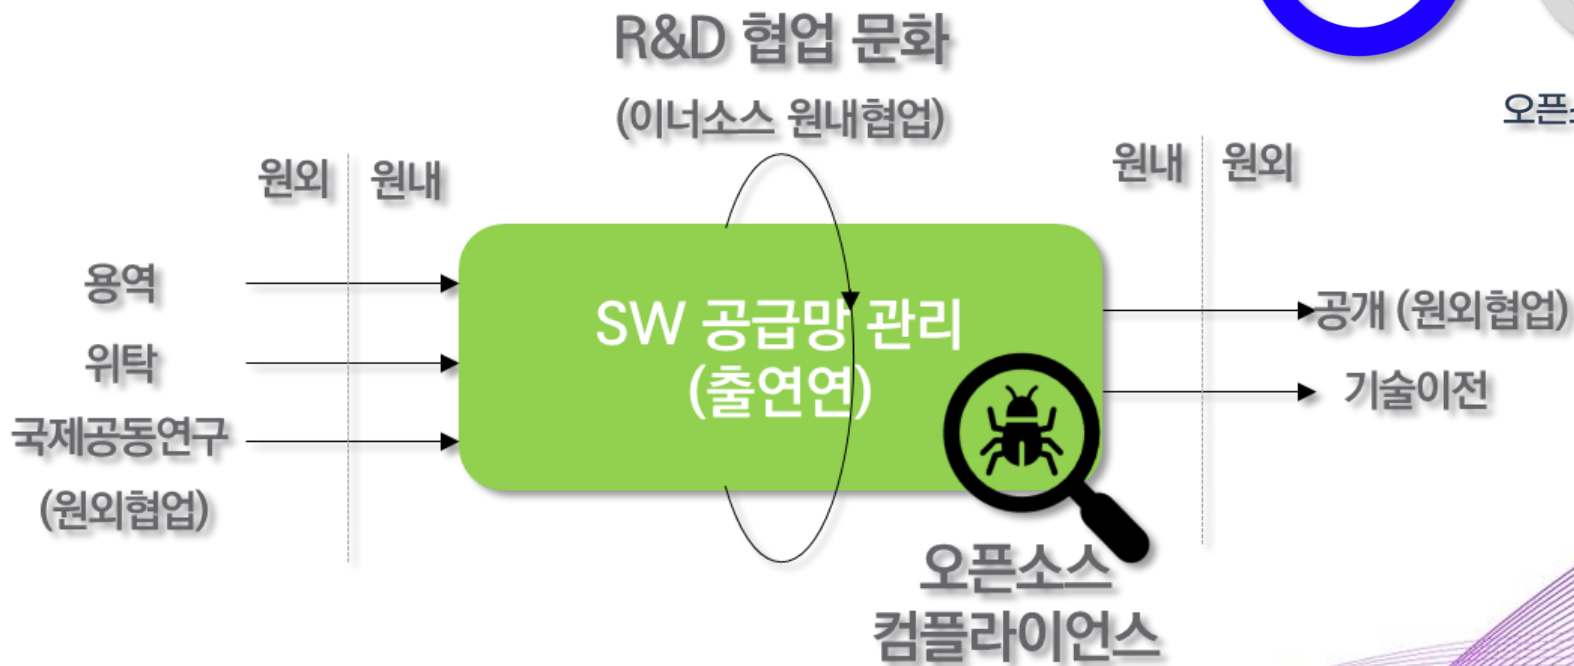 R&D 협업 문화
(이너소스 원내협업)
원외 원내
용역
위탁
국제공동연구
(원외협업)
SW 공급망 관리
(출연연)
오픈소스
컴플라이언스
원내 원외
공개 (원외협업)
기술이전